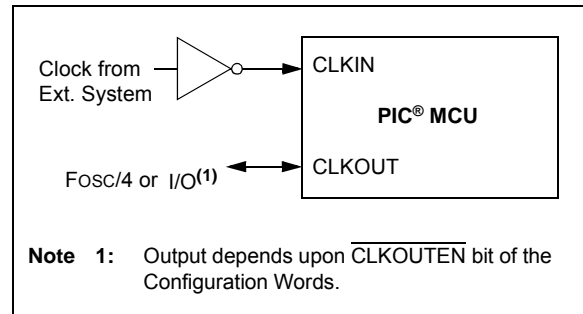 Clock from
Ext. System
CLKIN
PIC® MCU
FOSC/4 or I/O(1)
CLKOUT
Note 1: Output depends upon CLKOUTEN bit of the
Configuration Words.